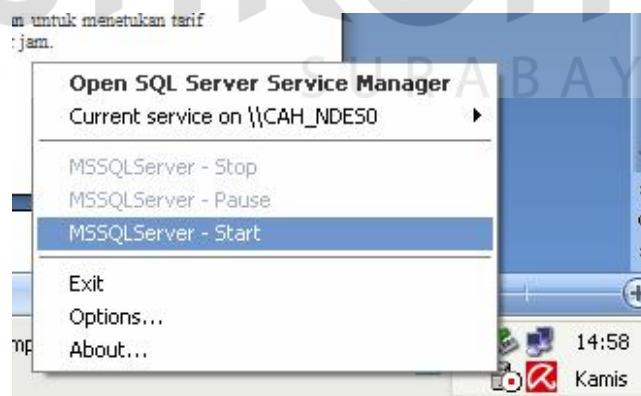 untuk menetukan tarif
jam.
SURABAY
Open SQL Server Service Manager
Current service on \\CAH_NDES0
MSSQLServer - Stop
MSSQLServer - Pause
MSSQLServer - Start
Exit
Options...
About...
14:58
Kamis